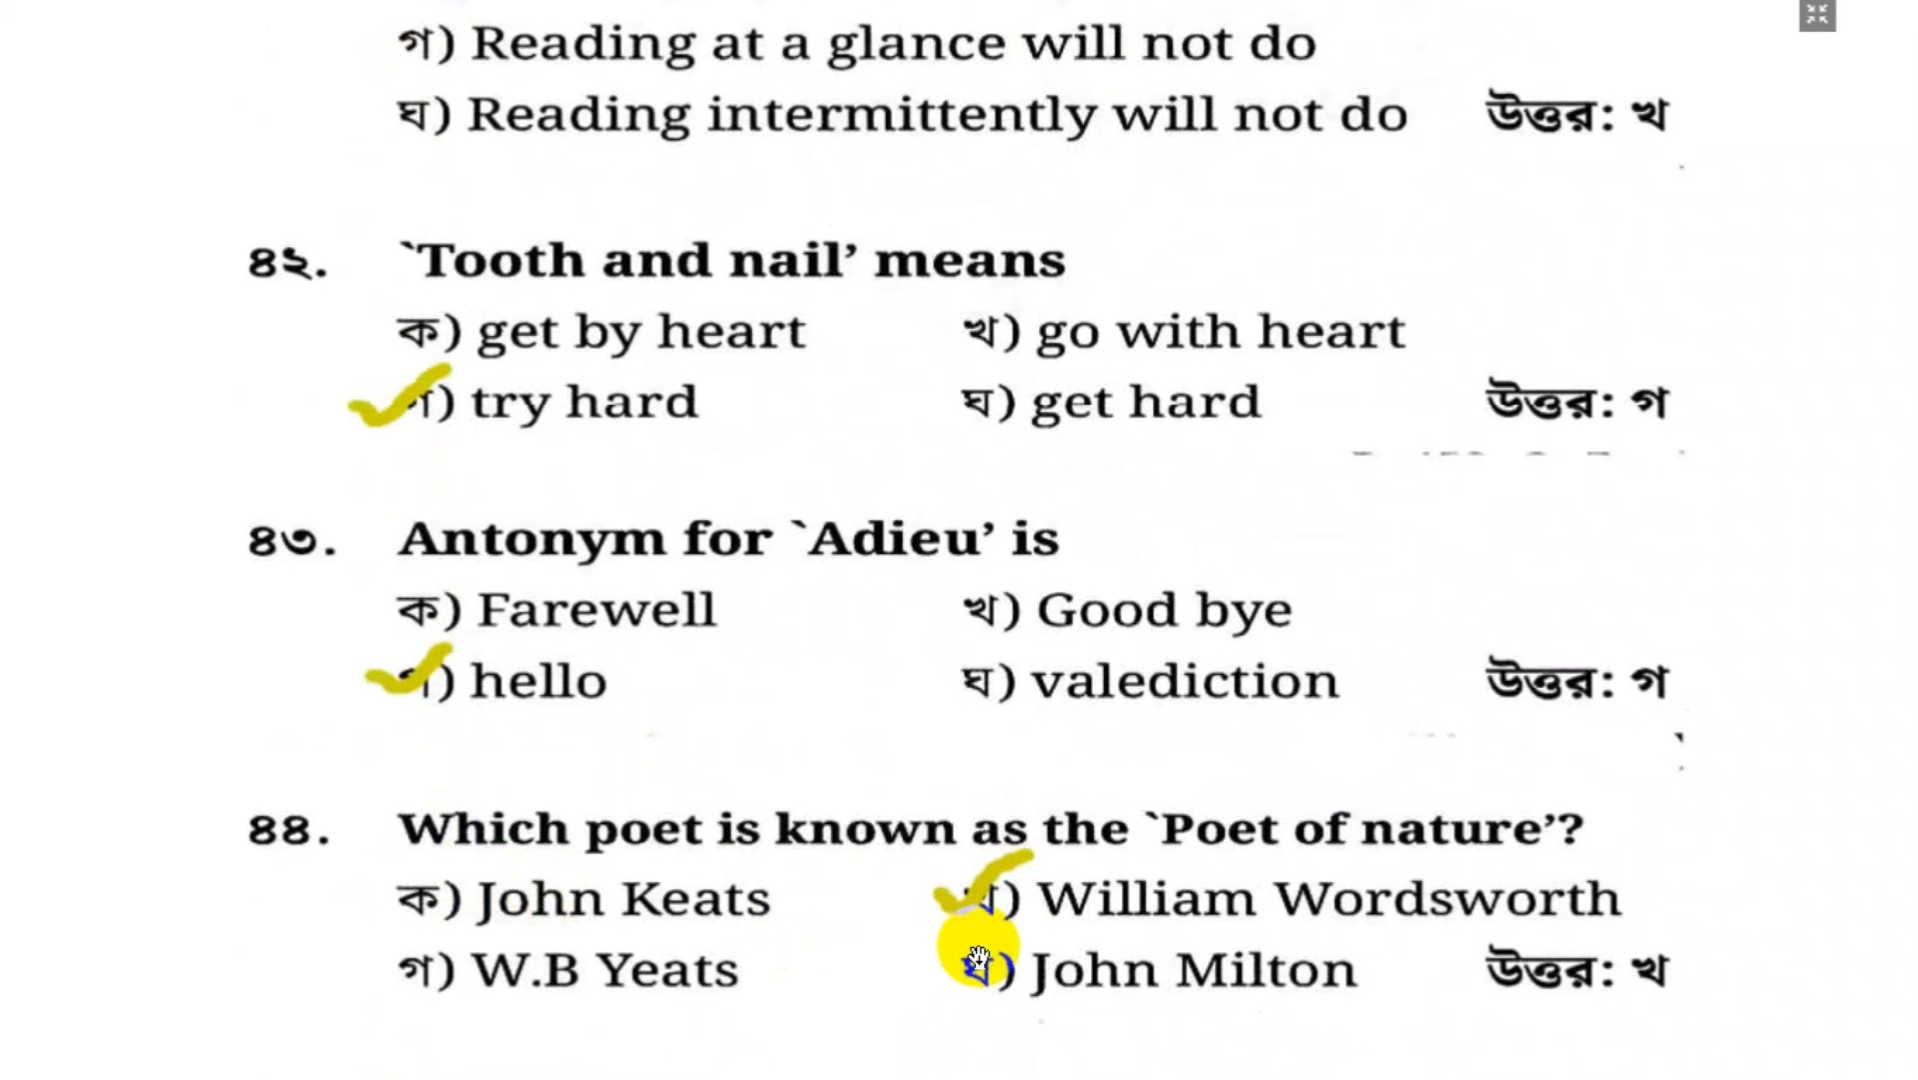 গ) Reading at a glance will not do
ঘ) Reading intermittently will not do উত্তর: খ
৪২. `Tooth and nail’ means
ক) get by heart খ) go with heart
গ) try hard ঘ) get hard উত্তর: গ
৪৩. Antonym for `Adieu’ is
ক) Farewell খ) Good bye
গ) hello ঘ) valediction উত্তর: গ
৪৪. Which poet is known as the `Poet of nature’?
ক) John Keats খ) William Wordsworth
গ) W.B Yeats ঘ) John Milton উত্তর: খ